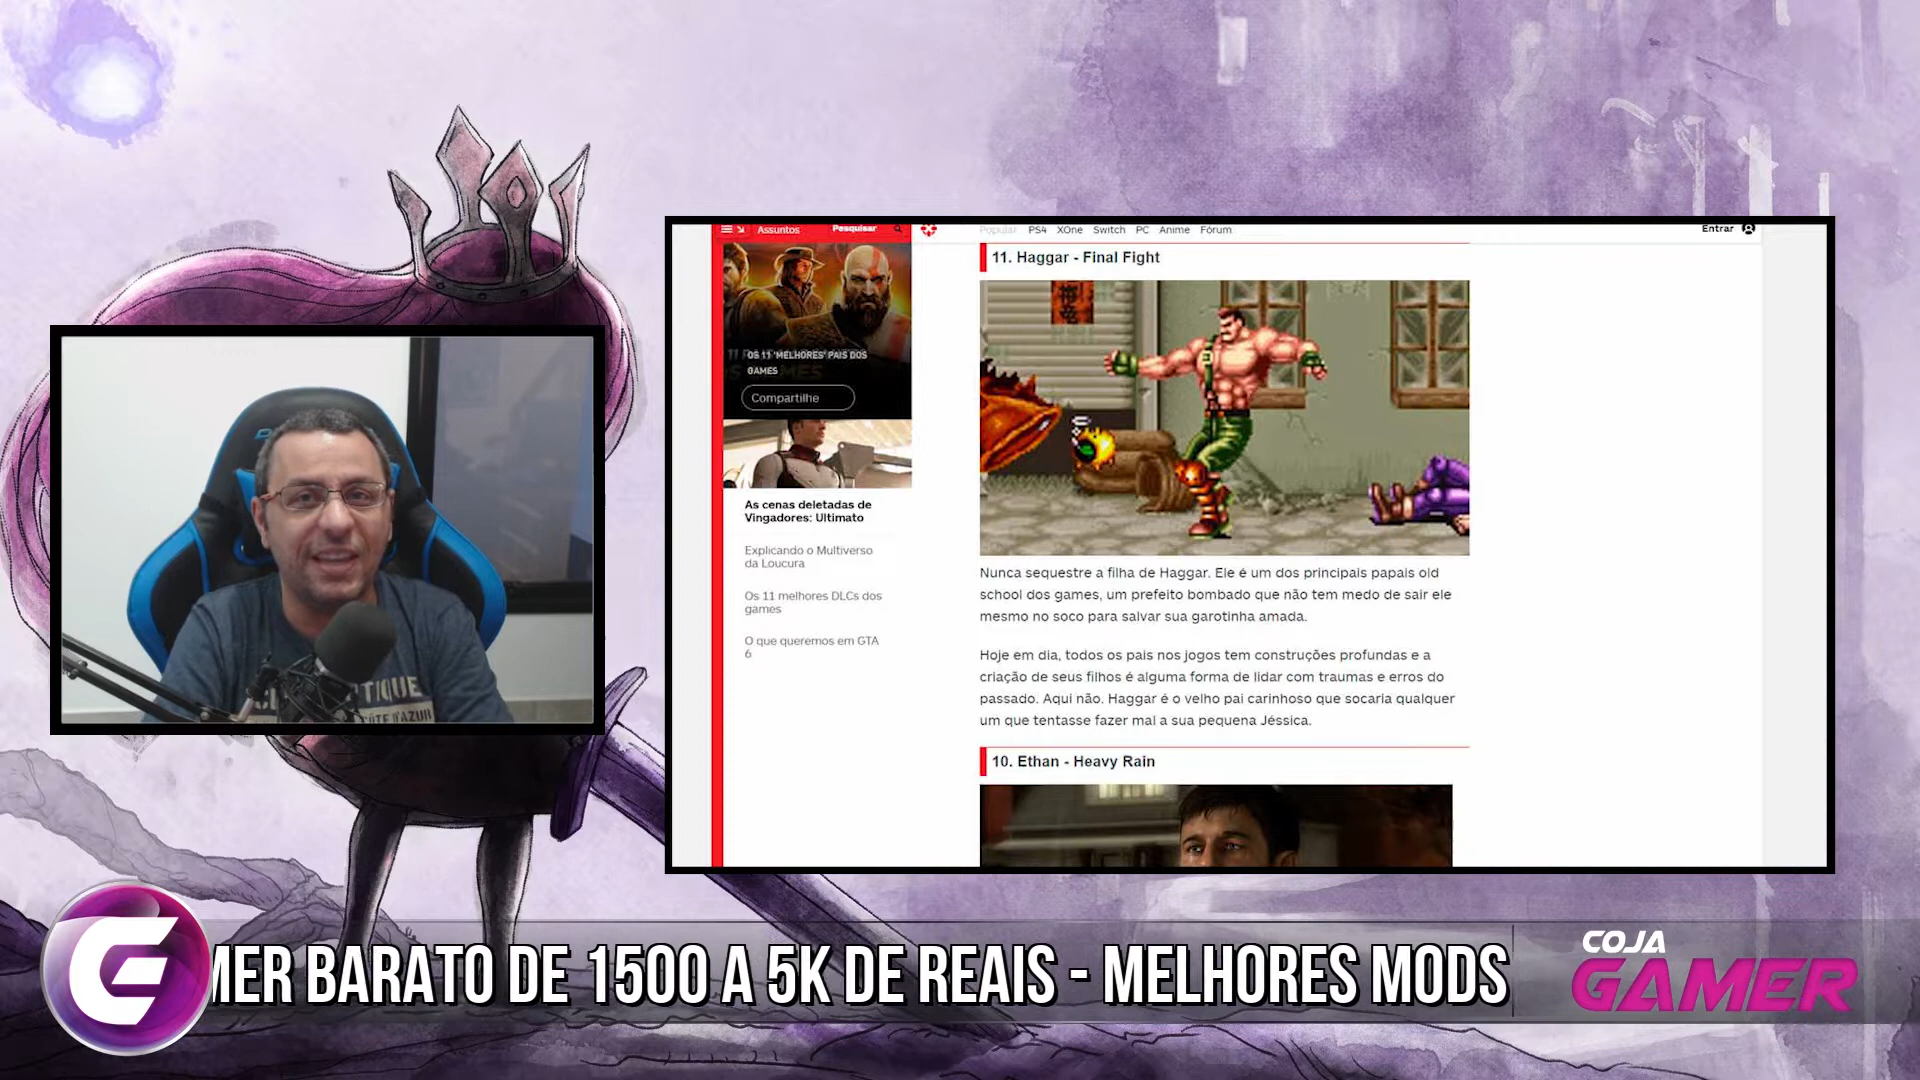 Assuntos
Pesquisar
Popular PS4 XOne Switch PC Anime Fórum
Entrar
OS 11 'MELHORES' PAIS DOS
GAMES
Compartilhe
As cenas deletadas de
Vingadores: Ultimato
Explicando o Multiverso
da Loucura
Os 11 melhores DLCs dos
games
O que queremos em GTA
6
11. Haggar - Final Fight
Nunca sequestre a filha de Haggar. Ele é um dos principais papais old
school dos games, um prefeito bombado que não tem medo de sair ele
mesmo no soco para salvar sua garotinha amada.
Hoje em dia, todos os pais nos jogos tem construções profundas e a
criação de seus filhos é alguma forma de lidar com traumas e erros do
passado. Aqui não. Haggar é o velho pai carinhoso que socaria qualquer
um que tentasse fazer mal a sua pequena Jéssica.
10. Ethan - Heavy Rain
MER BARATO DE 1500 A 5K DE REAIS - MELHORES MODS
COJA
GAMER